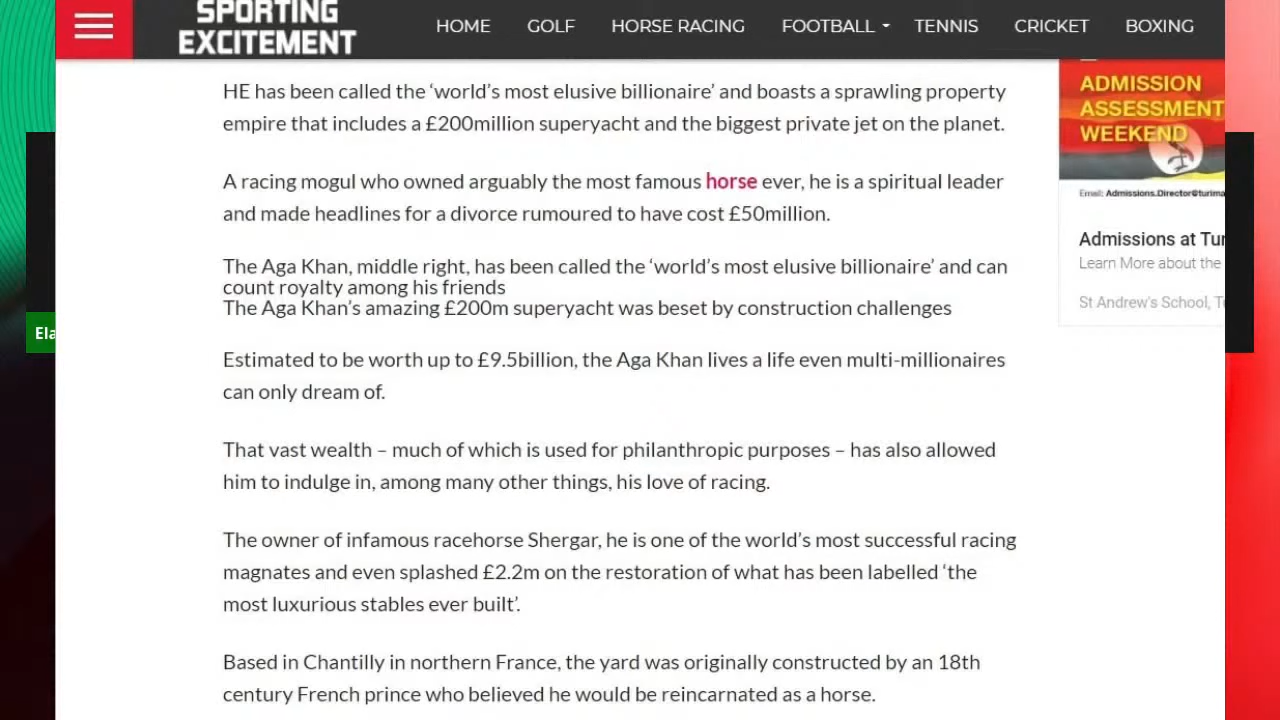 SPORTING
EXCITEMENT
HOME GOLF HORSE RACING FOOTBALL TENNIS CRICKET BOXING
HE has been called the ‘world’s most elusive billionaire’ and boasts a sprawling property
empire that includes a £200million superyacht and the biggest private jet on the planet.
A racing mogul who owned arguably the most famous horse ever, he is a spiritual leader
and made headlines for a divorce rumoured to have cost £50million.
The Aga Khan, middle right, has been called the ‘world’s most elusive billionaire’ and can
count royalty among his friends
The Aga Khan’s amazing £200m superyacht was beset by construction challenges
Estimated to be worth up to £9.5billion, the Aga Khan lives a life even multi-millionaires
can only dream of.
That vast wealth – much of which is used for philanthropic purposes – has also allowed
him to indulge in, among many other things, his love of racing.
The owner of infamous racehorse Shergar, he is one of the world’s most successful racing
magnates and even splashed £2.2m on the restoration of what has been labelled ‘the
most luxurious stables ever built’.
Based in Chantilly in northern France, the yard was originally constructed by an 18th
century French prince who believed he would be reincarnated as a horse.
ADMISSION
ASSESSMENT
WEEKEND
Email: Admissions.Director@turima
Admissions at Tur
Learn More about the
St Andrew's School, Tu
Ela